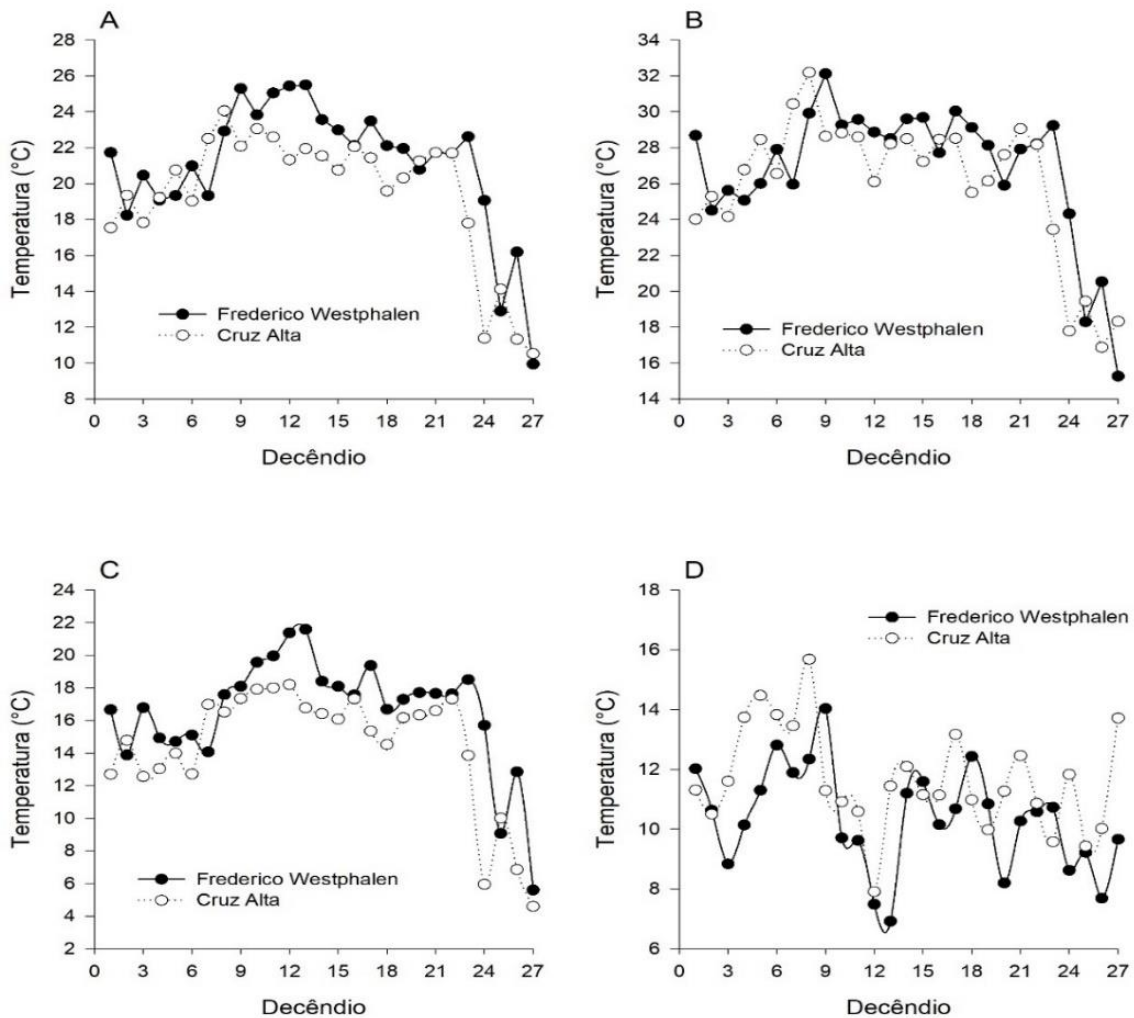 A
Temperatura (°C)
28
26
24
22
20
18
16
14
12
10
8
Frederico Westphalen
Cruz Alta
0 3 6 9 12 15 18 21 24 27
Decêndio
B
Temperatura (°C)
34
32
30
28
26
24
22
20
18
16
14
Frederico Westphalen
Cruz Alta
0 3 6 9 12 15 18 21 24 27
Decêndio
C
Temperatura (°C)
24
22
20
18
16
14
12
10
8
6
4
2
Frederico Westphalen
Cruz Alta
0 3 6 9 12 15 18 21 24 27
Decêndio
D
Temperatura (°C)
18
16
14
12
10
8
6
Frederico Westphalen
Cruz Alta
0 3 6 9 12 15 18 21 24 27
Decêndio